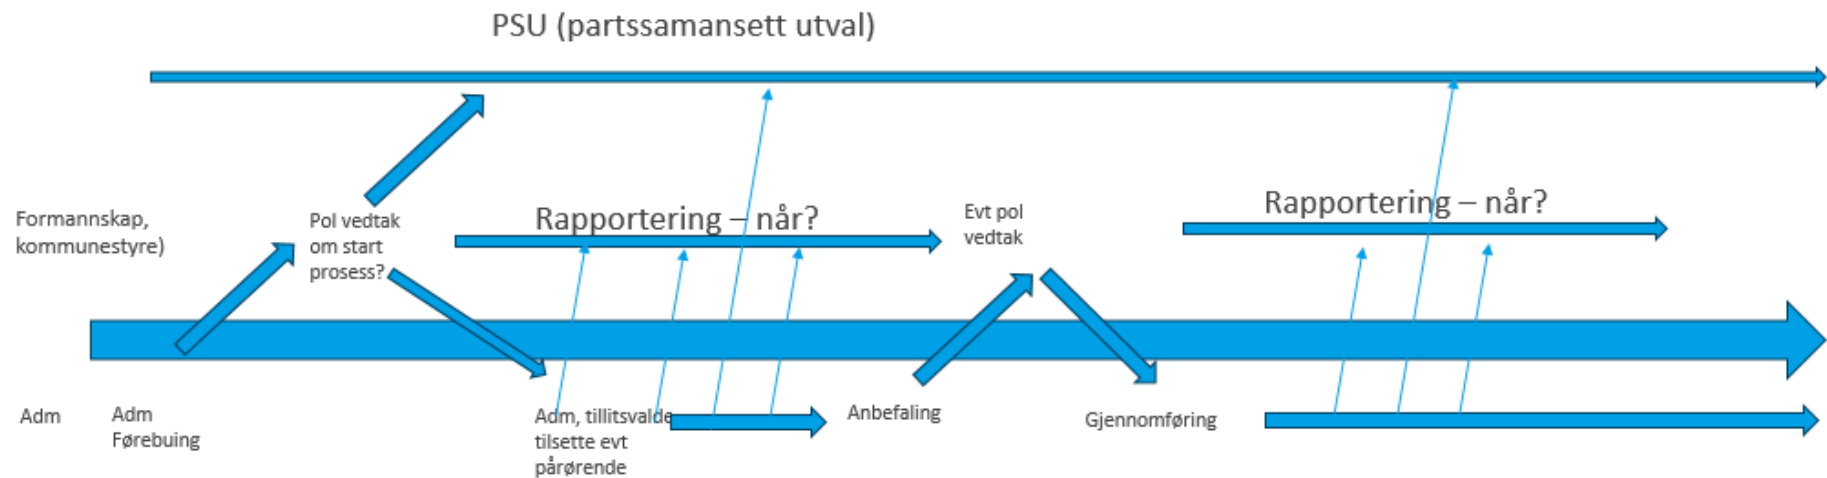 PSU (partssamansett utval)
Formannskap,
kommunestyre)
Pol vedtak
om start
prosess?
Rapportering – når?
Evt pol
vedtak
Rapportering – når?
Adm
Adm
Førebuing
Adm, tillitsvalde
tilsette evt
pårørende
Anbefaling
Gjennomføring